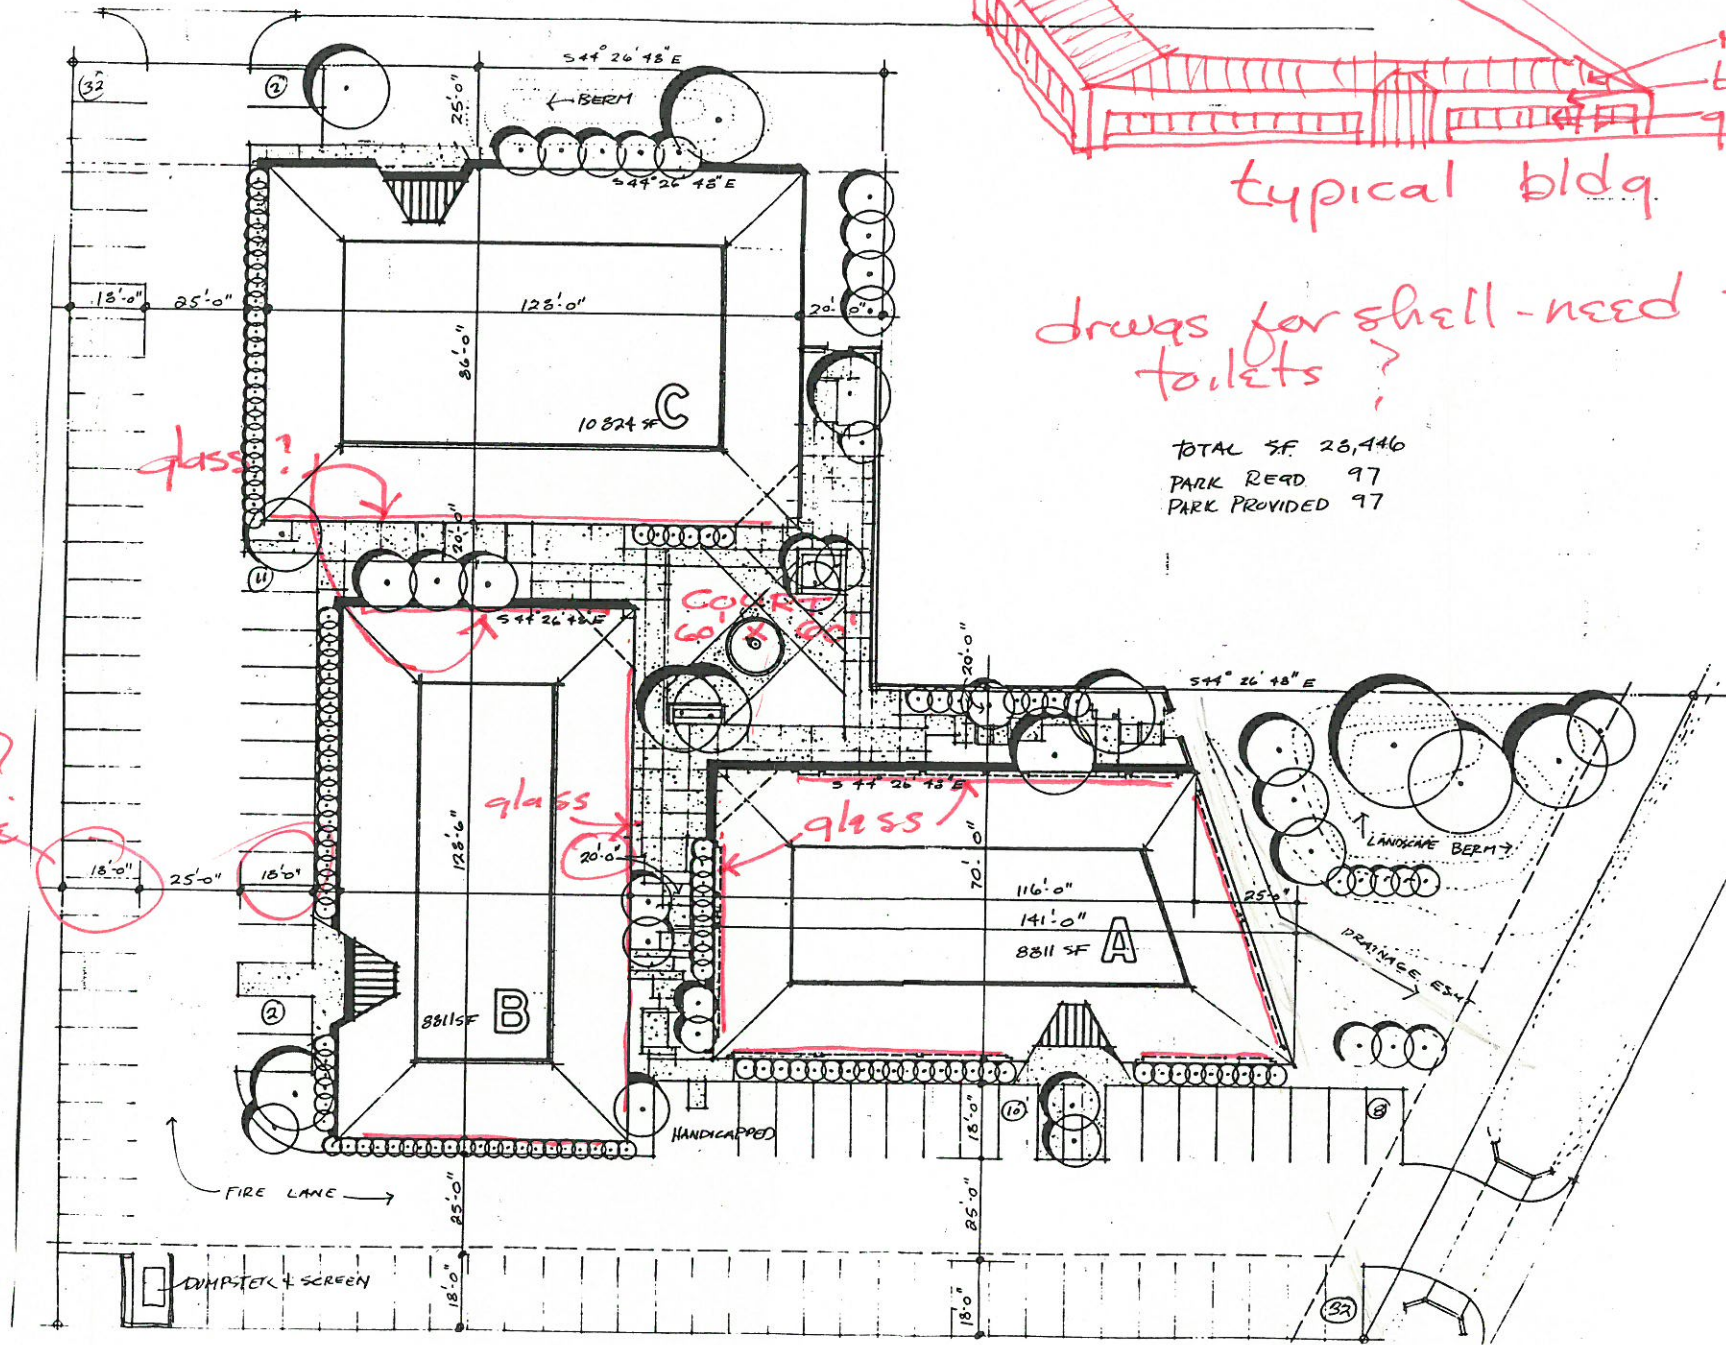 S 44° 26' 48" E
32
2
25'-0"
← BERM
S 44° 26' 48" E
typical bldg.
18'-0"
25'-0"
128'-0"
20'-0"
86'-0"
drwgs for shell - need
toilets ?
C
10824 SF
TOTAL SF. 28,446
PARK REQD 97
PARK PROVIDED 97
glass ?
20'-0"
11
S 44° 26' 48" E
COURT
60' x 60'
20'-0"
S 44° 26' 48" E
S 44° 26' 48" E
glass
glass
20'-0"
LANDSCAPE BERM →
18'-0"
25'-0"
18'-0"
128'-6"
70'-0"
116'-0"
25'-0"
141'-0"
8811 SF A
DRAINAGE ESMT
8811 SF B
2
10
8
HANDICAPPED
18'-0"
FIRE LANE →
25'-0"
25'-0"
DUMPSTER & SCREEN
18'-0"
18'-0"
32